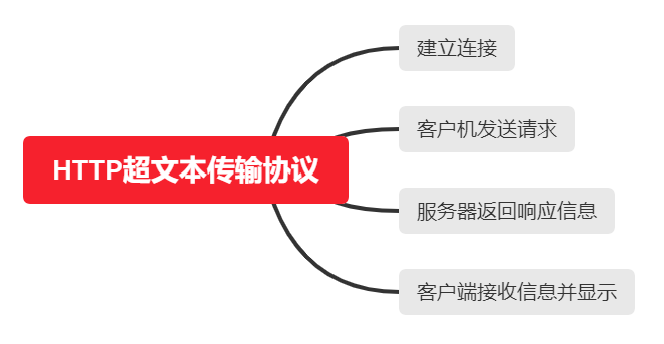 HTTP超文本传输协议
建立连接
客户机发送请求
服务器返回响应信息
客户端接收信息并显示